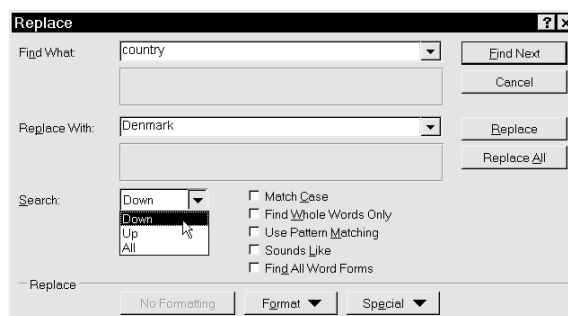 Replace
Find What: country Find Next
Cancel
Replace With: Denmark Replace
Replace All
Search: Down Match Case
Down Find Whole Words Only
Up Use Pattern Matching
All Sounds Like
Find All Word Forms
Replace
No Formatting Format Special